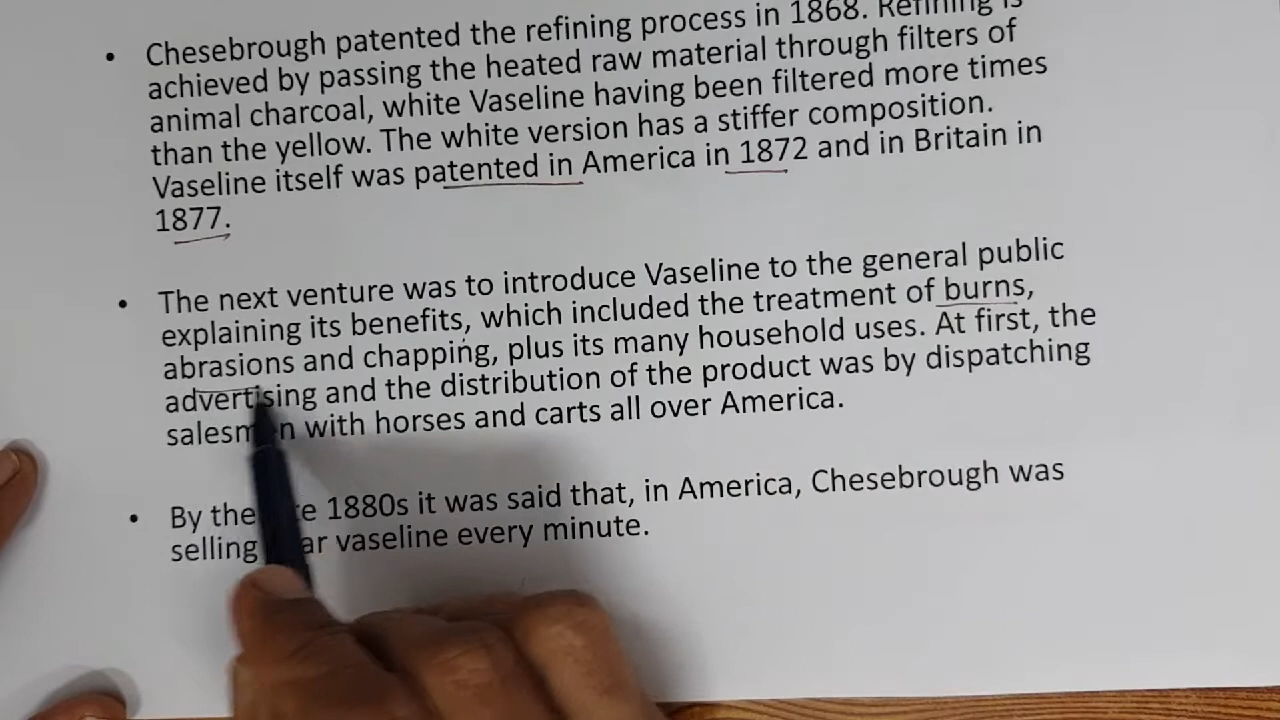 • Chesebrough patented the refining process in 1868. Refining is
achieved by passing the heated raw material through filters of
animal charcoal, white Vaseline having been filtered more times
than the yellow. The white version has a stiffer composition.
Vaseline itself was patented in America in 1872 and in Britain in
1877.
• The next venture was to introduce Vaseline to the general public
explaining its benefits, which included the treatment of burns,
abrasions and chapping, plus its many household uses. At first, the
advertising and the distribution of the product was by dispatching
salesmen with horses and carts all over America.
• By the 1880s it was said that, in America, Chesebrough was
selling vaseline every minute.